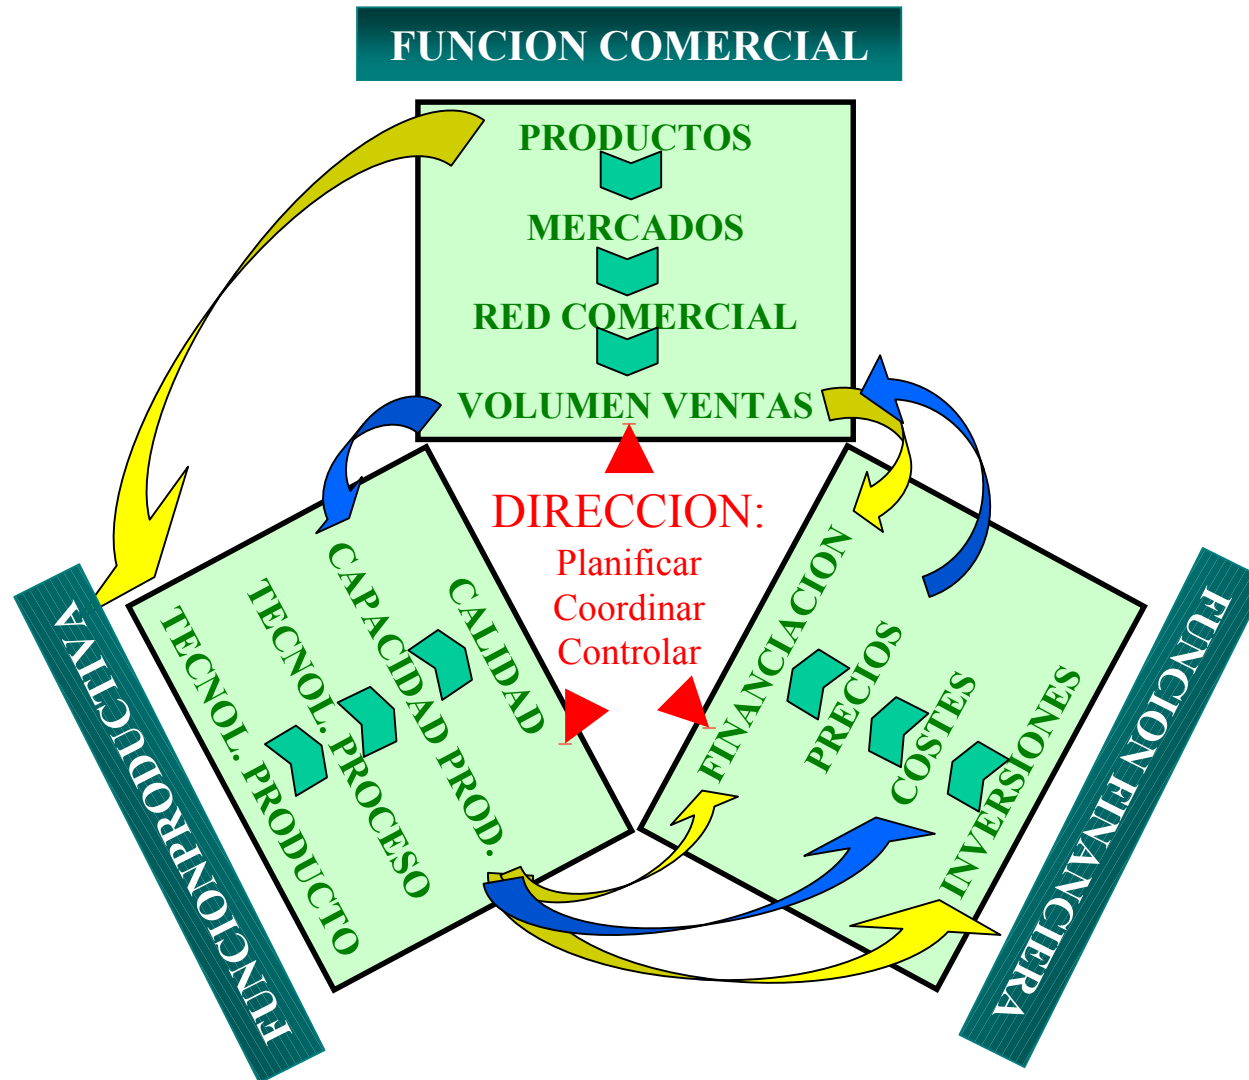 FUNCION COMERCIAL
PRODUCTOS
MERCADOS
RED COMERCIAL
VOLUMEN VENTAS
DIRECCION:
Planificar
Coordinar
Controlar
FUNCIONPRODUCTIVA
TECNOL. PRODUCTO
TECNOL. PROCESO
CAPACIDAD PROD.
CALIDAD
FINANCIACION
PRECIOS
COSTES
INVERSIONES
FUNCION FINANCIERA